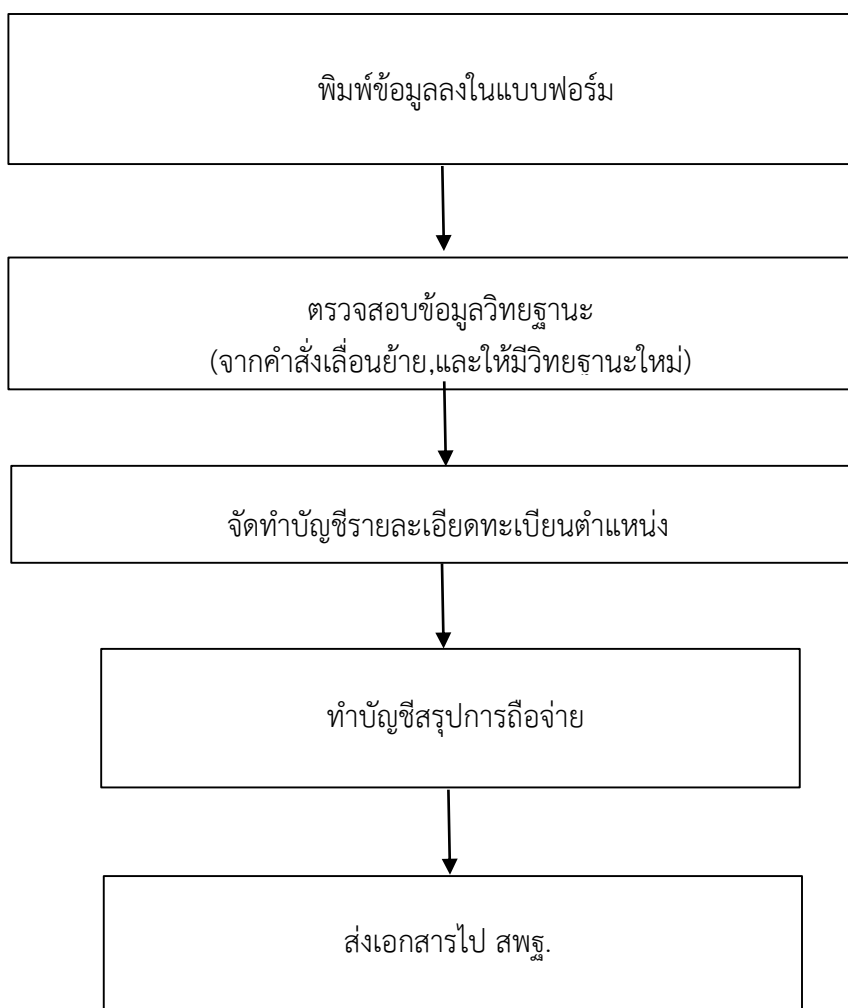 พิมพ์ข้อมูลลงในแบบฟอร์ม
ตรวจสอบข้อมูลวิทยฐานะ
(จากคำสั่งเลื่อนย้าย,และให้มีวิทยฐานะใหม่)
จัดทำบัญชีรายละเอียดทะเบียนตำแหน่ง
ทำบัญชีสรุปการถือจ่าย
ส่งเอกสารไป สพฐ.